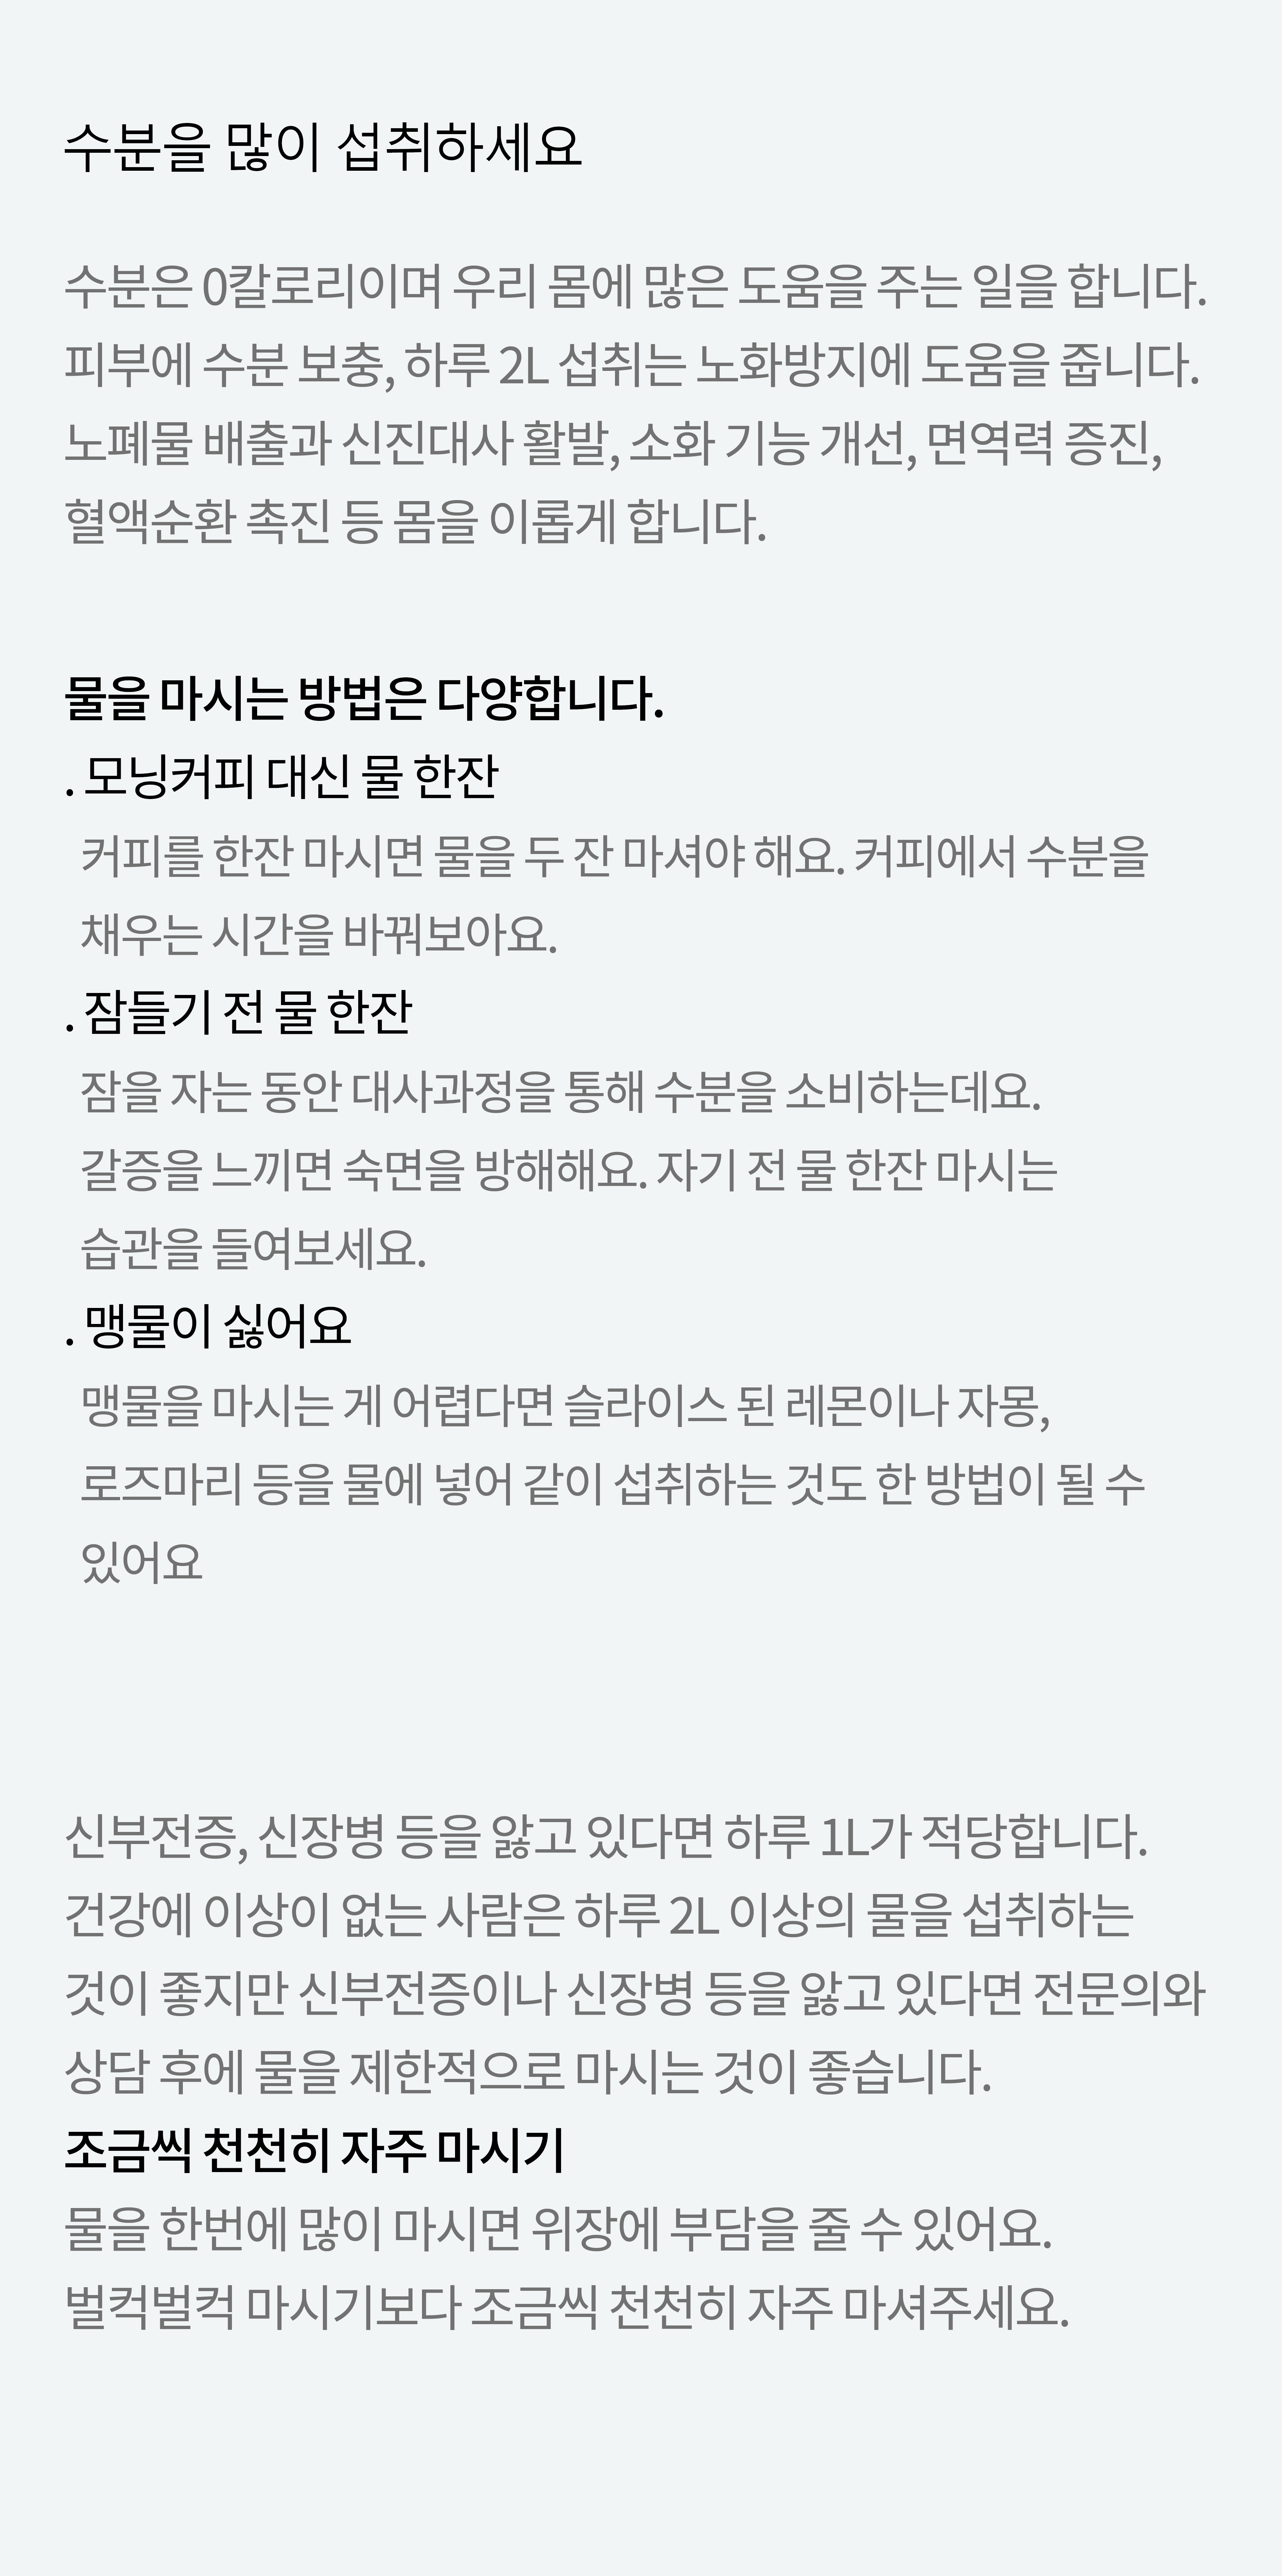 수분을 많이 섭취하세요
수분은 0칼로리이며 우리 몸에 많은 도움을 주는 일을 합니다.
피부에 수분 보충, 하루 2L 섭취는 노화방지에 도움을 줍니다.
노폐물 배출과 신진대사 활발, 소화 기능 개선, 면역력 증진,
혈액순환 촉진 등 몸을 이롭게 합니다.
물을 마시는 방법은 다양합니다.
. 모닝커피 대신 물 한잔
커피를 한잔 마시면 물을 두 잔 마셔야 해요. 커피에서 수분을
채우는 시간을 바꿔보아요.
. 잠들기 전 물 한잔
잠을 자는 동안 대사과정을 통해 수분을 소비하는데요.
갈증을 느끼면 숙면을 방해해요. 자기 전 물 한잔 마시는
습관을 들여보세요.
. 맹물이 싫어요
맹물을 마시는 게 어렵다면 슬라이스 된 레몬이나 자몽,
로즈마리 등을 물에 넣어 같이 섭취하는 것도 한 방법이 될 수
있어요
신부전증, 신장병 등을 앓고 있다면 하루 1L가 적당합니다.
건강에 이상이 없는 사람은 하루 2L 이상의 물을 섭취하는
것이 좋지만 신부전증이나 신장병 등을 앓고 있다면 전문의와
상담 후에 물을 제한적으로 마시는 것이 좋습니다.
조금씩 천천히 자주 마시기
물을 한번에 많이 마시면 위장에 부담을 줄 수 있어요.
벌컥벌컥 마시기보다 조금씩 천천히 자주 마셔주세요.